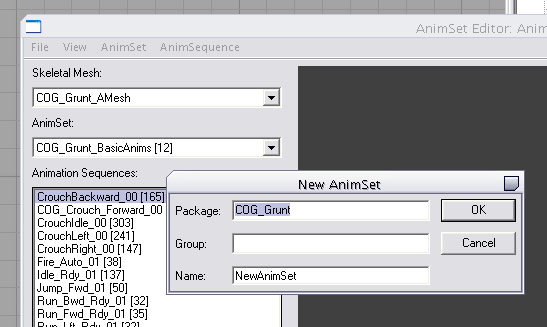 AnimSet Editor: Anim
File View AnimSet AnimSequence
Skeletal Mesh:
COG_Grunt_AMesh
AnimSet:
COG_Grunt_BasicAnims [12]
Animation Sequences:
CrouchBackward_00 [165]
COG_Crouch_Forward_00
CrouchIdle_00 [303]
CrouchLeft_00 [241]
CrouchRight_00 [147]
Fire_Auto_01 [38]
Idle_Rdy_01 [137]
Jump_Fwd_01 [50]
Run_Bwd_Rdy_01 [32]
Run_Fwd_Rdy_01 [35]
Run_Lft_Rdy_01 [32]
New AnimSet
Package: COG_Grunt OK
Group: Cancel
Name: NewAnimSet